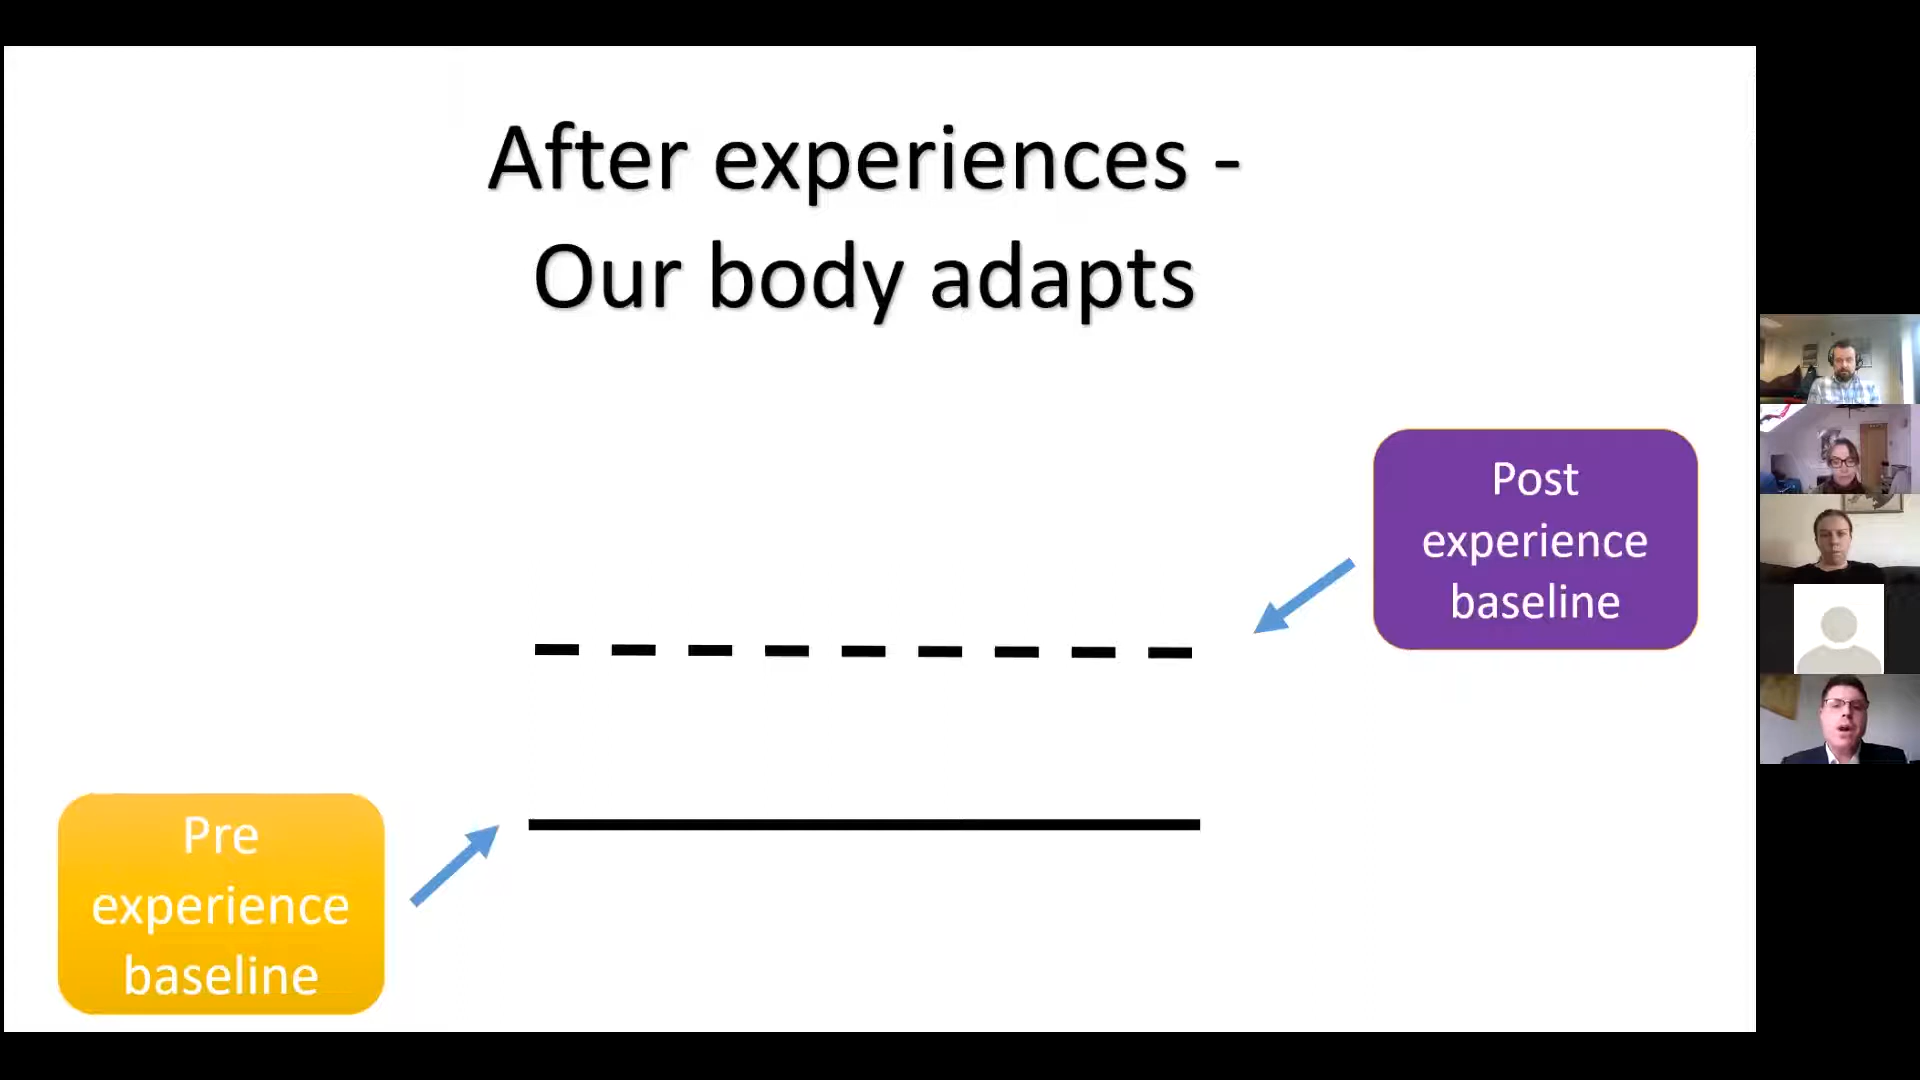 After experiences -
Our body adapts
Post
experience
baseline
Pre
experience
baseline